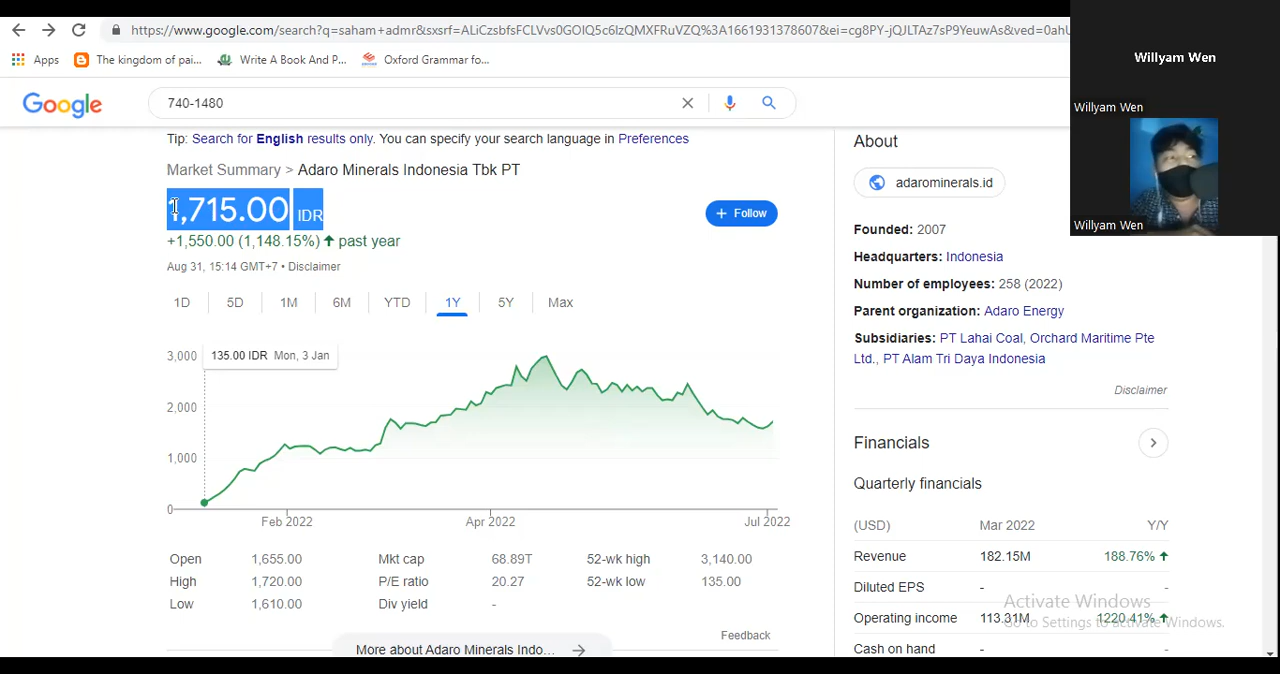 https://www.google.com/search?q=saham+admr&sxsrf=ALiCzsbfsFCLVvs0GOIQ5c6IzQMXFRuVZQ%3A1661931378607&ei=cg8PY-jQJLTAz7sP9YeuwAs&ved=0ahU
Apps
The kingdom of pai...
Write A Book And P...
Oxford Grammar fo...
Willyam Wen
Willyam Wen
Willyam Wen
Google
740-1480
Tip: Search for English results only. You can specify your search language in Preferences
Market Summary > Adaro Minerals Indonesia Tbk PT
1,715.00 IDR
+ Follow
+1,550.00 (1,148.15%) ↑ past year
Aug 31, 15:14 GMT+7 • Disclaimer
1D 5D 1M 6M YTD 1Y 5Y Max
135.00 IDR Mon, 3 Jan
3,000
2,000
1,000
0
Feb 2022 Apr 2022 Jul 2022
Open 1,655.00 Mkt cap 68.89T 52-wk high 3,140.00
High 1,720.00 P/E ratio 20.27 52-wk low 135.00
Low 1,610.00 Div yield -
Feedback
More about Adaro Minerals Indo... →
About
adarominerals.id
Founded: 2007
Headquarters: Indonesia
Number of employees: 258 (2022)
Parent organization: Adaro Energy
Subsidiaries: PT Lahai Coal, Orchard Maritime Pte
Ltd., PT Alam Tri Daya Indonesia
Disclaimer
Financials
Quarterly financials
(USD) Mar 2022 Y/Y
Revenue 182.15M 188.76% ↑
Diluted EPS - -
Operating income 113.31M 1220.41% ↑
Cash on hand - -
Activate Windows
Go to Settings to activate Windows.